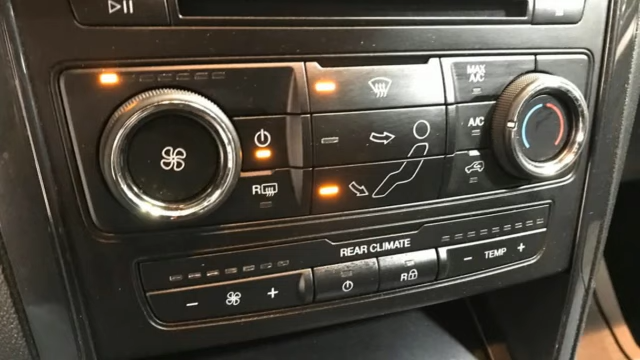 MAX
A/C
A/C
R
REAR CLIMATE
− + R − TEMP +